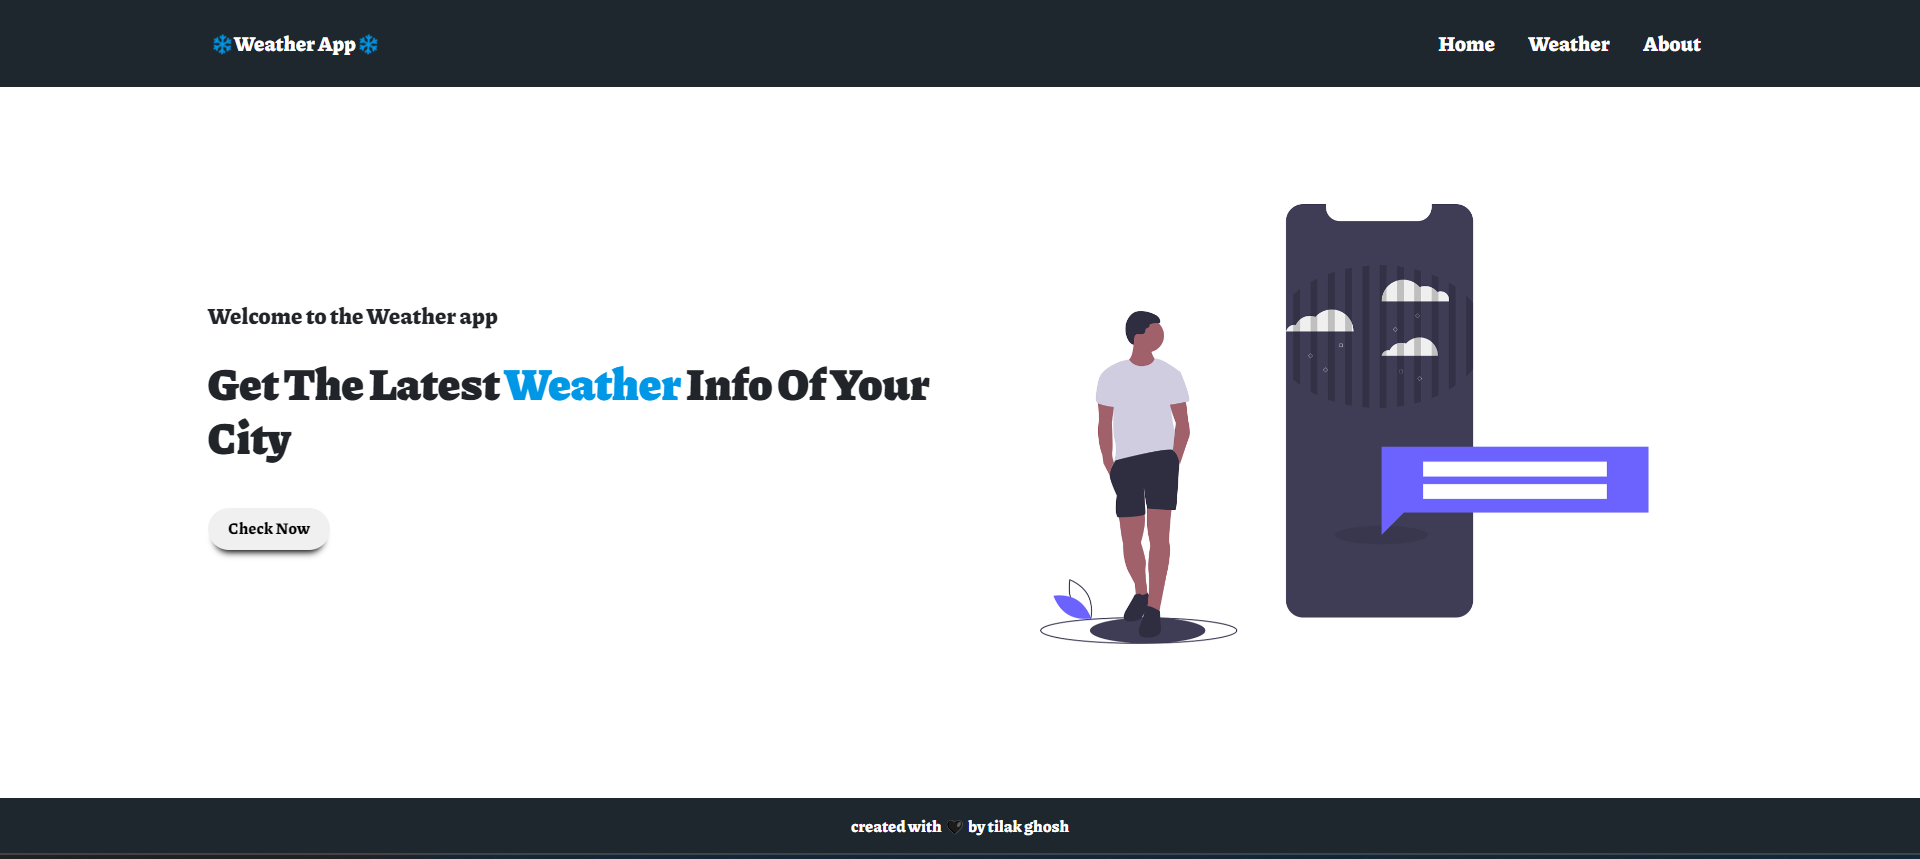 ❄️Weather App❄️
Home Weather About
Welcome to the Weather app
Get The Latest Weather Info Of Your
City
Check Now
created with 🖤 by tilak ghosh